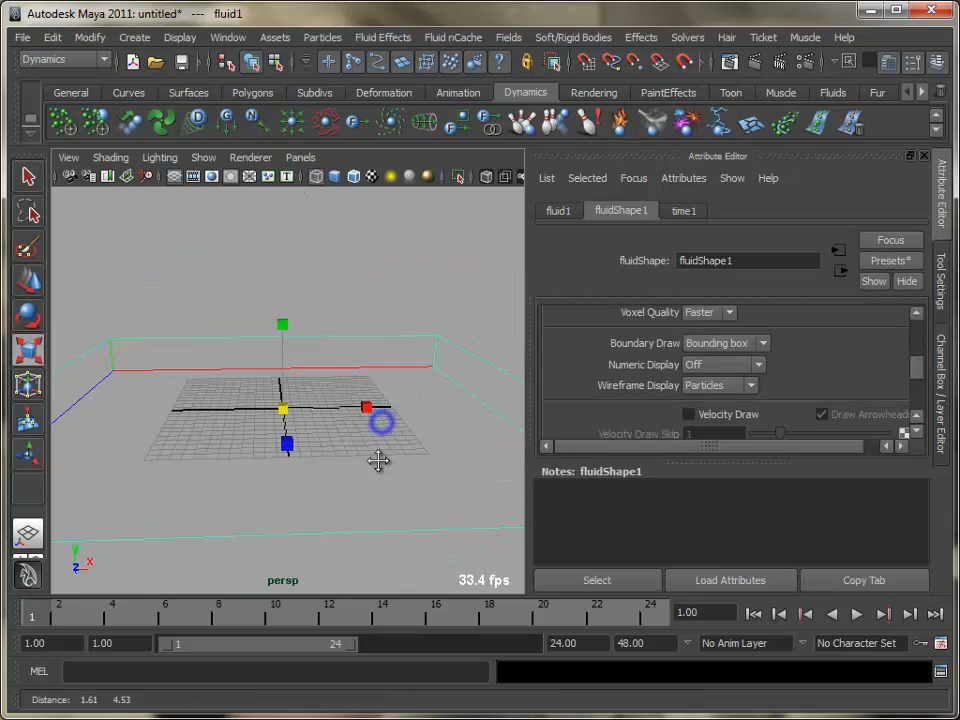 Autodesk Maya 2011: untitled* --- fluid1
File Edit Modify Create Display Window Assets Particles Fluid Effects Fluid nCache Fields Soft/Rigid Bodies Effects Solvers Hair Ticket Muscle Help
Dynamics
General Curves Surfaces Polygons Subdivs Deformation Animation Dynamics Rendering PaintEffects Toon Muscle Fluids Fur
View Shading Lighting Show Renderer Panels
Attribute Editor
List Selected Focus Attributes Show Help
fluid1 fluidShape1 time1
Focus
fluidShape: fluidShape1
Presets*
Show Hide
Voxel Quality Faster
Boundary Draw Bounding box
Numeric Display Off
Wireframe Display Particles
Velocity Draw Draw Arrowheads
Velocity Draw Skip 1
Notes: fluidShape1
Select Load Attributes Copy Tab
Attribute Editor
Tool Settings
Channel Box / Layer Editor
y
x
z
persp
33.4 fps
1 2 4 6 8 10 12 14 16 18 20 22 24
1.00
1.00 1.00 1 24 24.00 48.00 No Anim Layer No Character Set
MEL
Distance: 1.61 4.53